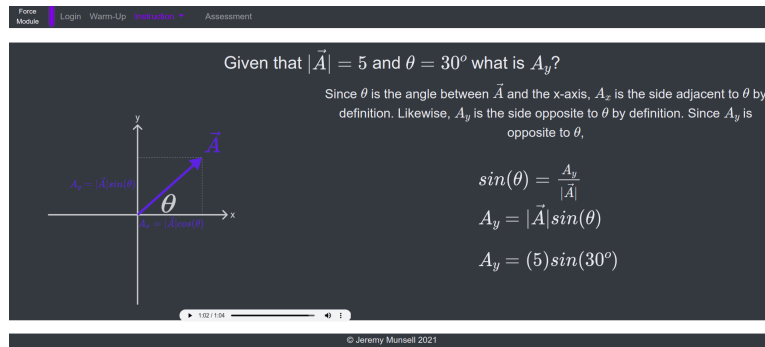 Force
Module
Login Warm-Up Instruction Assessment
Given that |A⃗| = 5 and θ = 30° what is A_y?
Since θ is the angle between A⃗ and the x-axis, A_x is the side adjacent to θ by
definition. Likewise, A_y is the side opposite to θ by definition. Since A_y is
opposite to θ,
y
A⃗
A_y = |A⃗|sin(θ)
θ
x
A_x = |A⃗|cos(θ)
sin(θ) = A_y / |A⃗|
A_y = |A⃗|sin(θ)
A_y = (5)sin(30°)
1:02 / 1:04
© Jeremy Munsell 2021